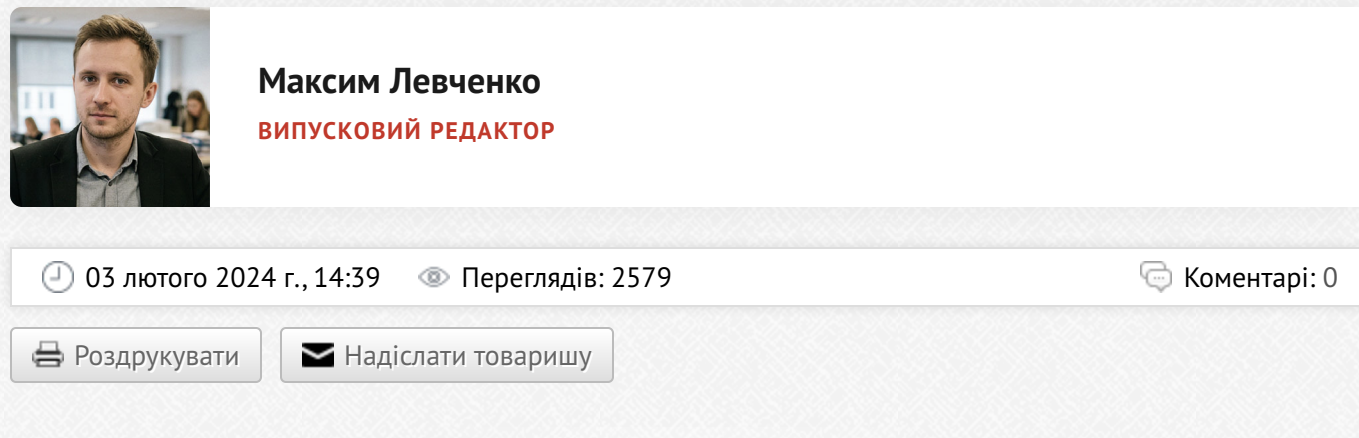 Максим Левченко
ВИПУСКОВИЙ РЕДАКТОР
03 лютого 2024 г., 14:39 Переглядів: 2579 Коментарі: 0
Роздрукувати Надіслати товаришу